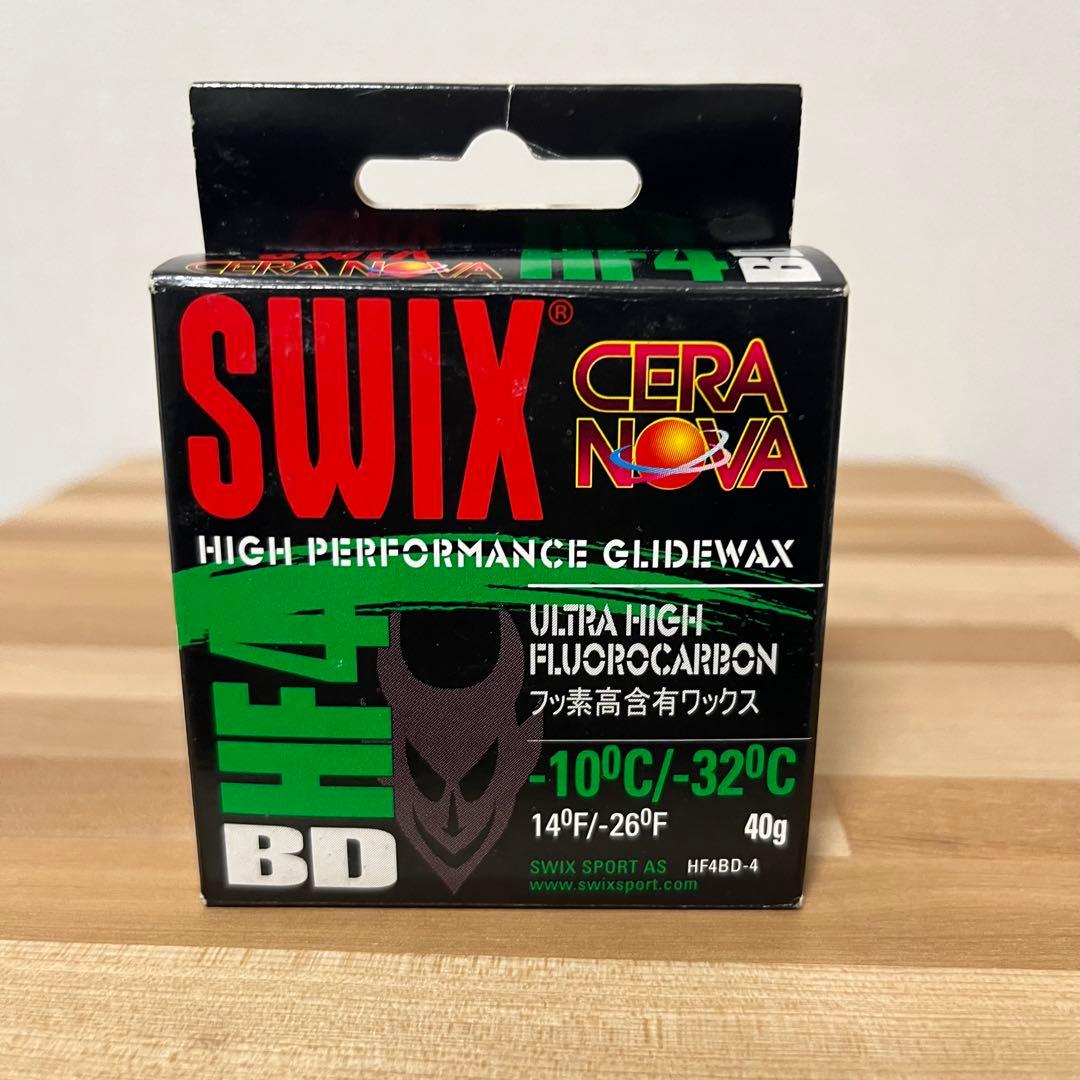 CERA NOVA HF4
SWIX®
CERA
NOVA
HIGH PERFORMANCE GLIDEWAX
HF4
BD
ULTRA HIGH
FLUOROCARBON
フッ素高含有ワックス
-10⁰C/-32⁰C
14⁰F/-26⁰F 40g
SWIX SPORT AS HF4BD-4
www.swixsport.com